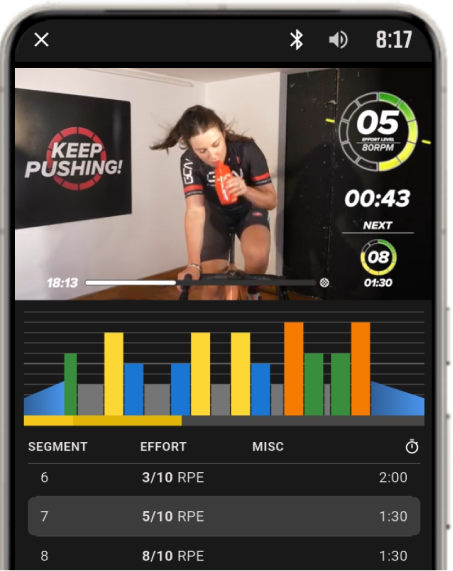 8:17
KEEP
PUSHING!
GCN
05
EFFORT LEVEL
80RPM
00:43
NEXT
08
01:30
18:13
SEGMENT EFFORT MISC
6 3/10 RPE 2:00
7 5/10 RPE 1:30
8 8/10 RPE 1:30